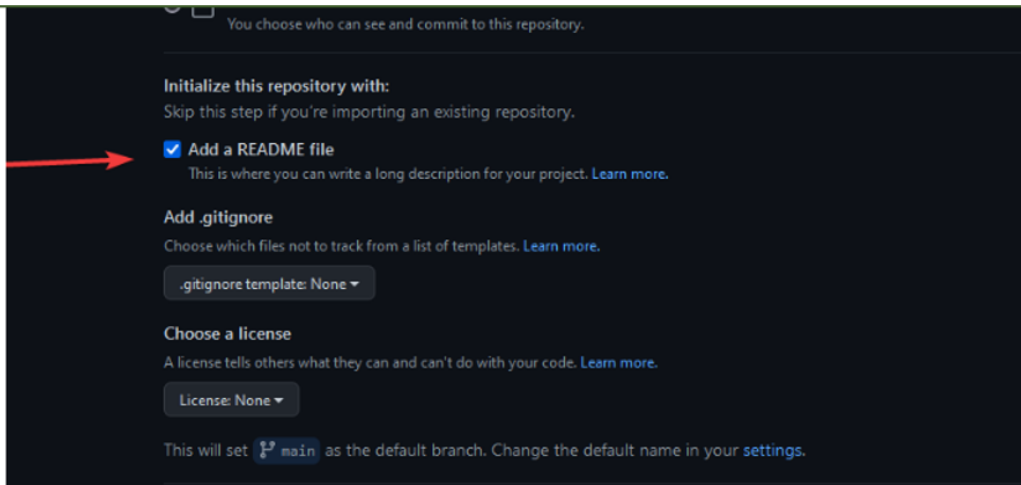 You choose who can see and commit to this repository.
Initialize this repository with:
Skip this step if you're importing an existing repository.
Add a README file
This is where you can write a long description for your project. Learn more.
Add .gitignore
Choose which files not to track from a list of templates. Learn more.
.gitignore template: None
Choose a license
A license tells others what they can and can't do with your code. Learn more.
License: None
This will set main as the default branch. Change the default name in your settings.